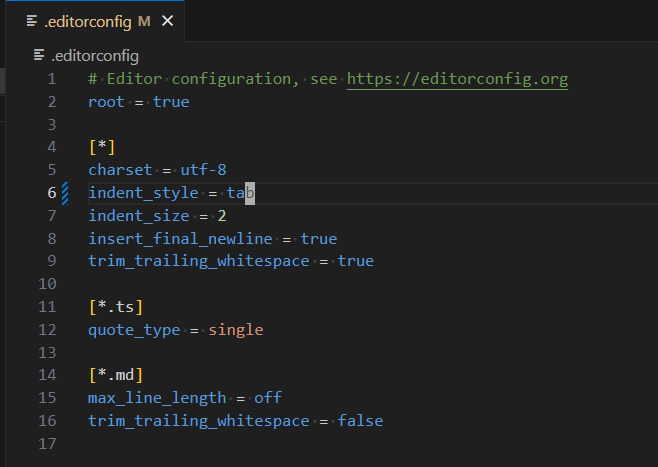 .editorconfig M
.editorconfig
1 # Editor configuration, see https://editorconfig.org
2 root = true
3
4 [*]
5 charset = utf-8
6 indent_style = tab
7 indent_size = 2
8 insert_final_newline = true
9 trim_trailing_whitespace = true
10
11 [*.ts]
12 quote_type = single
13
14 [*.md]
15 max_line_length = off
16 trim_trailing_whitespace = false
17